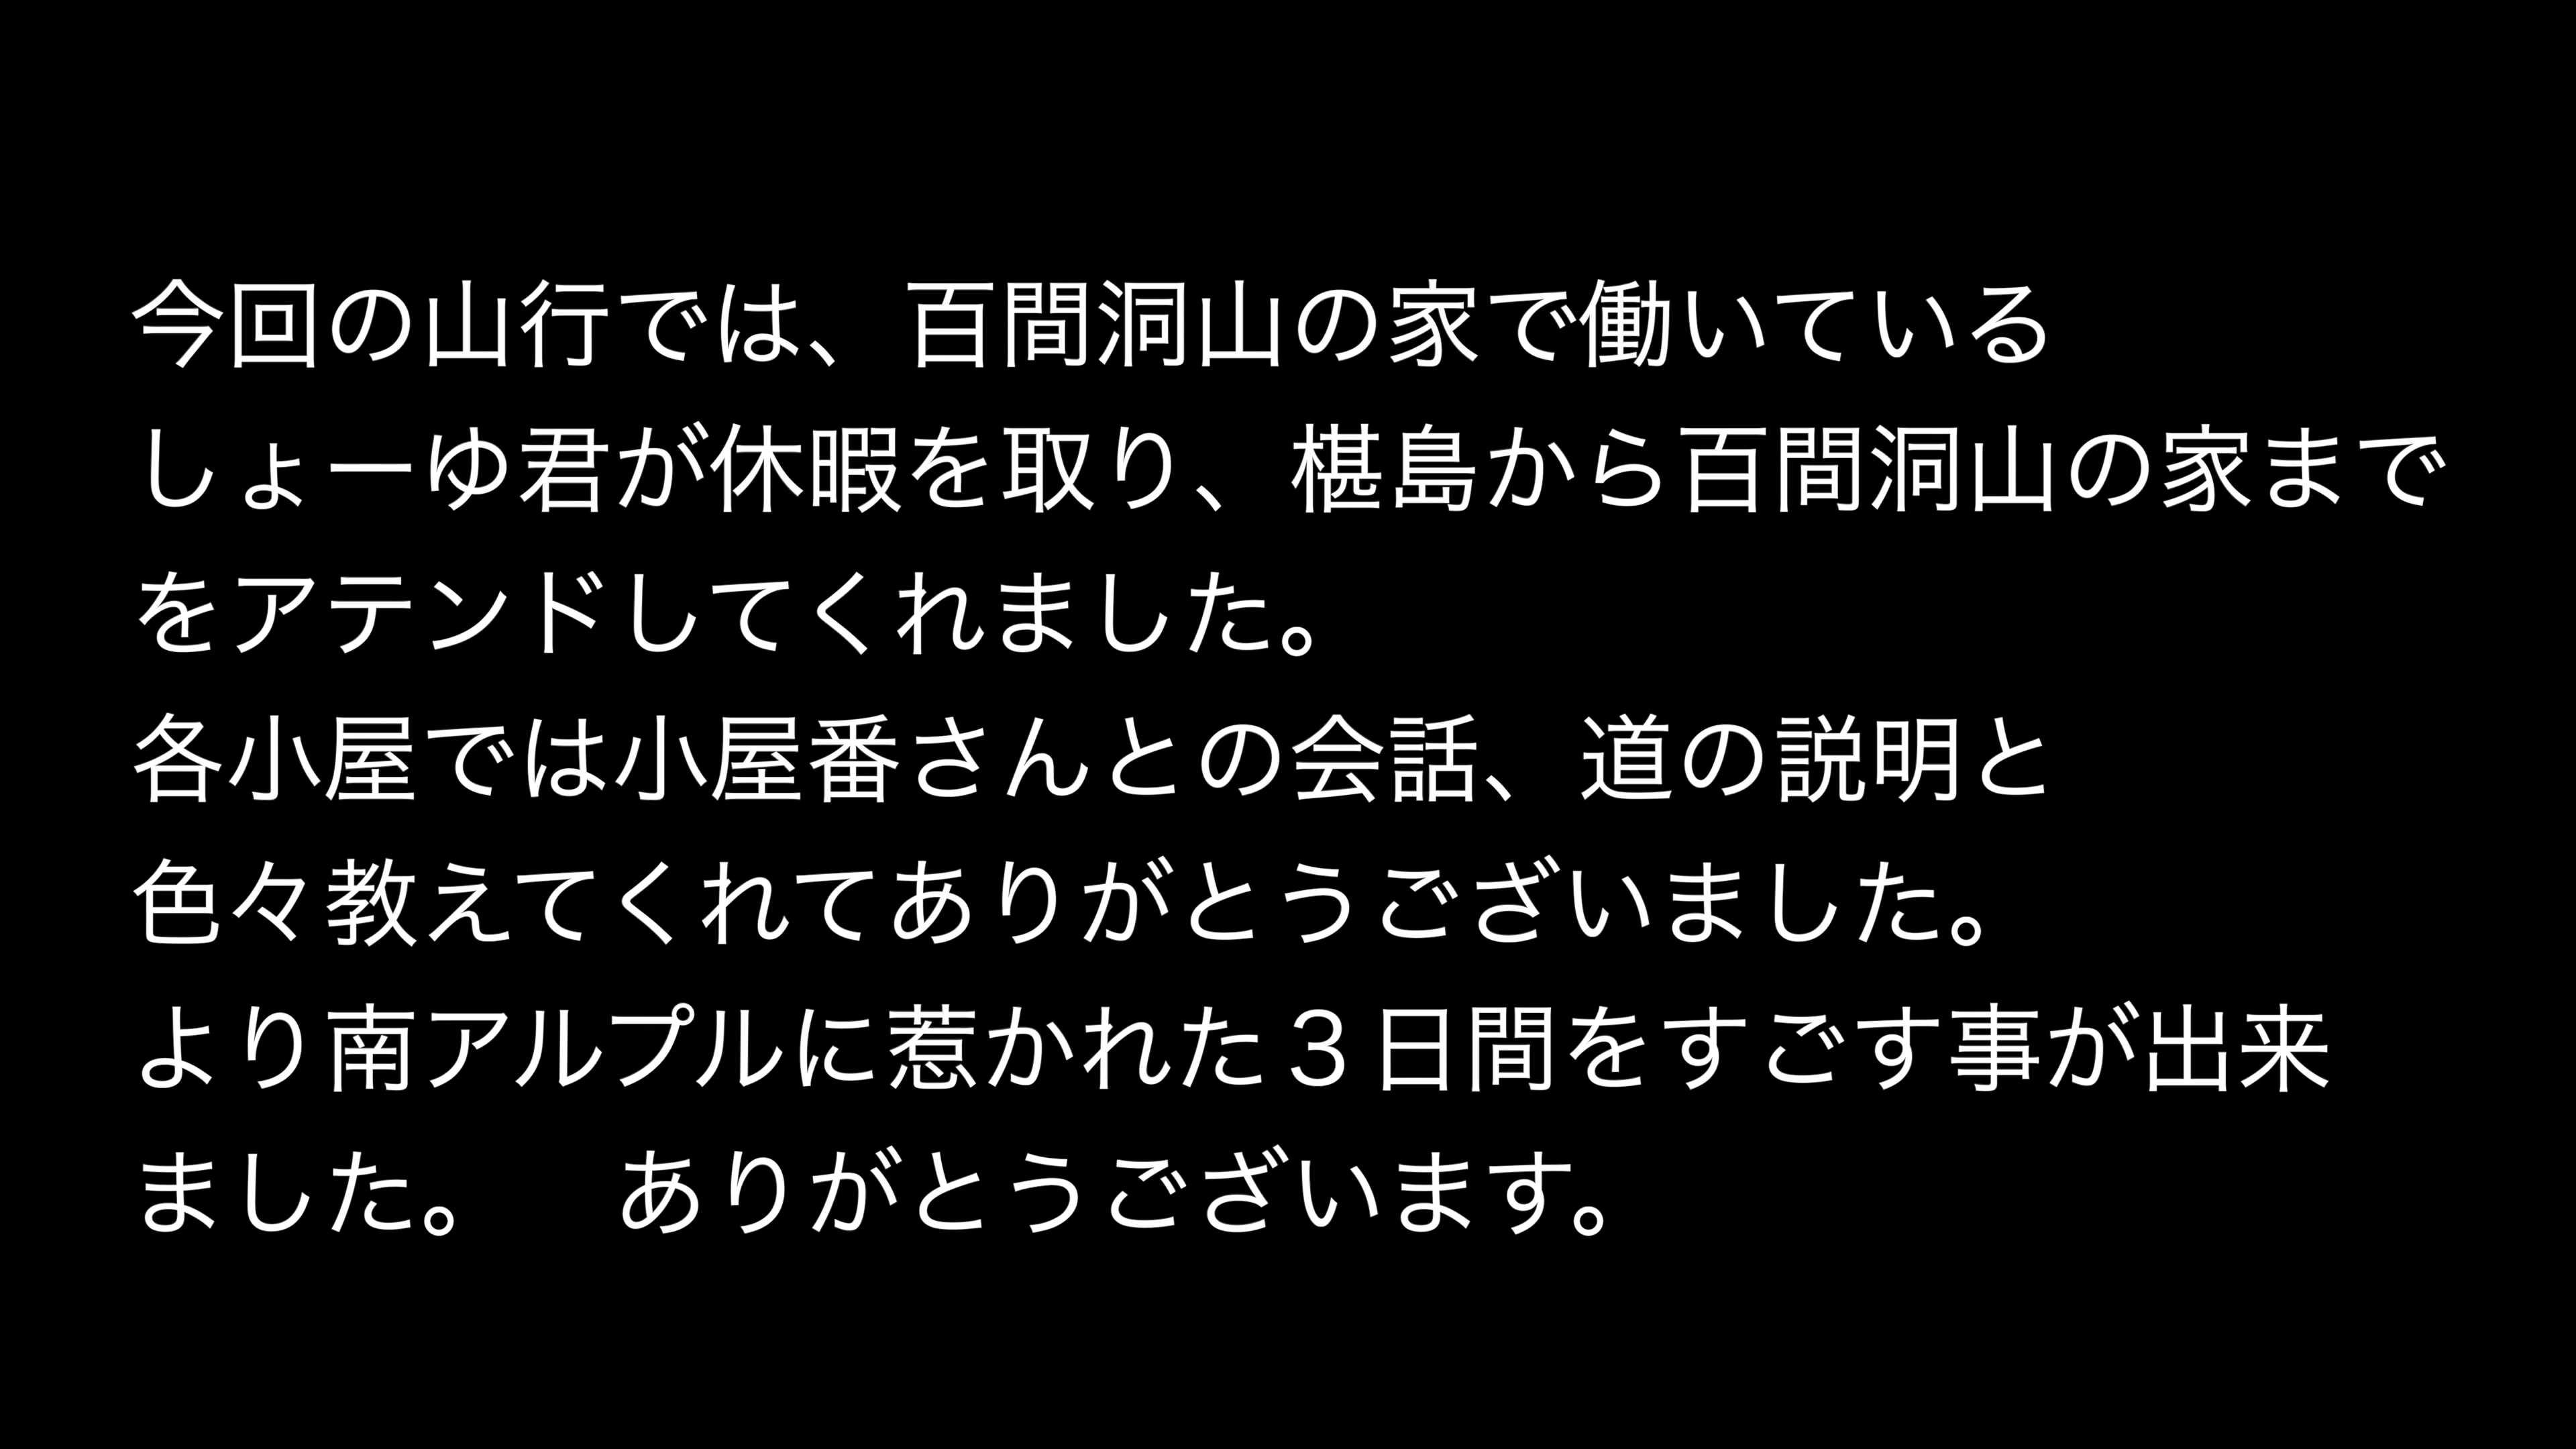 今回の山行では、百間洞山の家で働いている
しょーゆ君が休暇を取り、椹島から百間洞山の家まで
をアテンドしてくれました。
各小屋では小屋番さんとの会話、道の説明と
色々教えてくれてありがとうございました。
より南アルプルに惹かれた３日間をすごす事が出来
ました。　ありがとうございます。